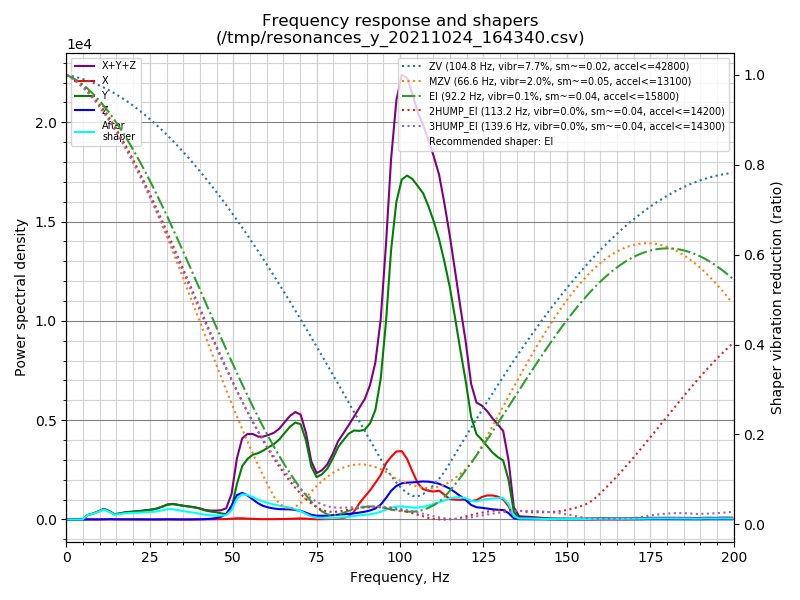 Frequency response and shapers
(/tmp/resonances_y_20211024_164340.csv)
1e4
X+Y+Z
X
Y
Z
After
shaper
ZV (104.8 Hz, vibr=7.7%, sm~=0.02, accel<=42800)
MZV (66.6 Hz, vibr=2.0%, sm~=0.05, accel<=13100)
EI (92.2 Hz, vibr=0.1%, sm~=0.04, accel<=15800)
2HUMP_EI (113.2 Hz, vibr=0.0%, sm~=0.04, accel<=14200)
3HUMP_EI (139.6 Hz, vibr=0.0%, sm~=0.04, accel<=14300)
Recommended shaper: EI
Power spectral density
2.0
1.5
1.0
0.5
0.0
1.0
0.8
0.6
0.4
0.2
0.0
Shaper vibration reduction (ratio)
0 25 50 75 100 125 150 175 200
Frequency, Hz